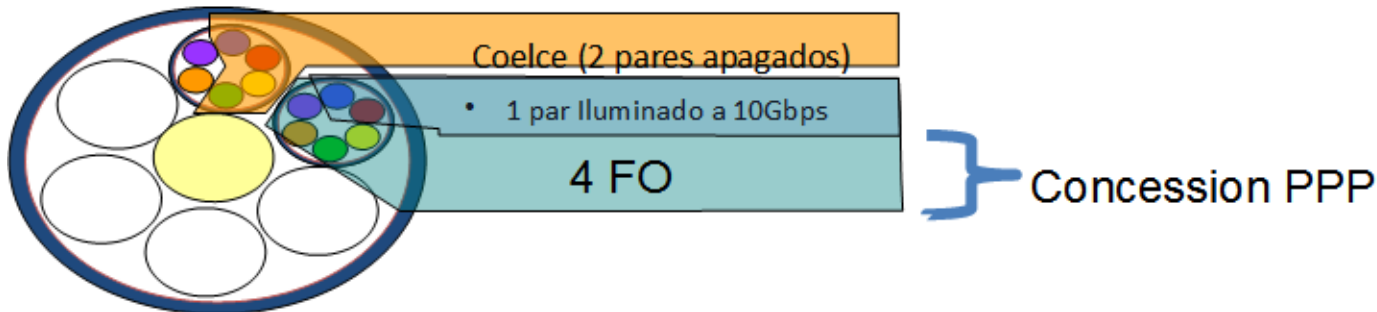 Coelce (2 pares apagados)
• 1 par Iluminado a 10Gbps
4 FO
Concession PPP